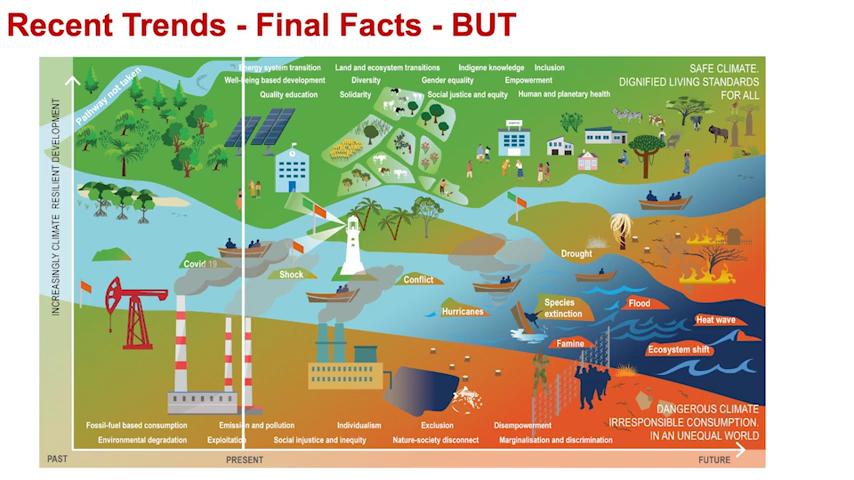 Recent Trends - Final Facts - BUT
Energy system transition Land and ecosystem transitions Indigene knowledge Inclusion
Well-being based development Diversity Gender equality Empowerment
Quality education Solidarity Social justice and equity Human and planetary health
SAFE CLIMATE.
DIGNIFIED LIVING STANDARDS
FOR ALL
Pathway not taken
INCREASINGLY CLIMATE RESILIENT DEVELOPMENT
Covid 19
Shock
Conflict
Drought
Hurricanes
Species
extinction
Flood
Heat wave
Famine
Ecosystem shift
DANGEROUS CLIMATE
IRRESPONSIBLE CONSUMPTION.
IN AN UNEQUAL WORLD
Fossil-fuel based consumption Emission and pollution Individualism Exclusion Disempowerment
Environmental degradation Exploitation Social injustice and inequity Nature-society disconnect Marginalisation and discrimination
PAST PRESENT FUTURE